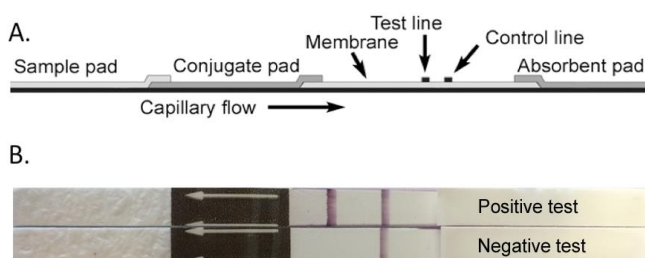 A.
Test line
Control line
Membrane
Sample pad
Conjugate pad
Absorbent pad
Capillary flow
B.
Positive test
Negative test